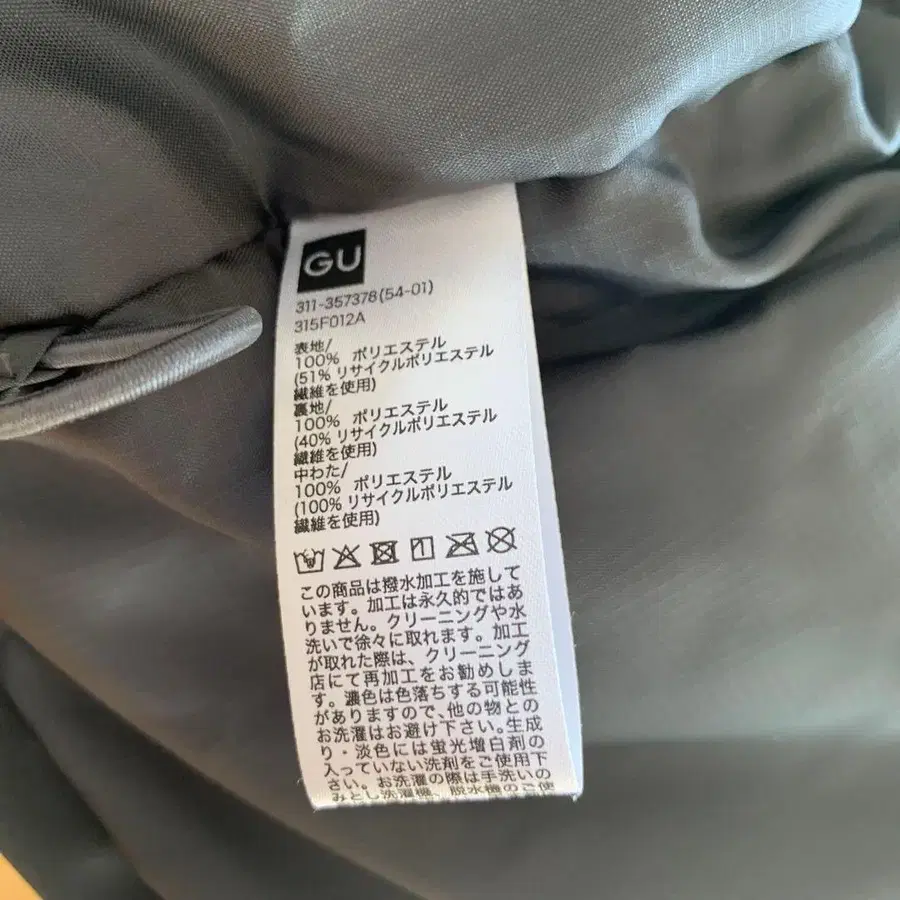 GU
311-357378(54-01)
315F012A
表地/
100% ポリエステル
(51% リサイクルポリエステル
繊維を使用)
裏地/
100% ポリエステル
(40% リサイクルポリエステル
繊維を使用)
中わた/
100% ポリエステル
(100% リサイクルポリエステル
繊維を使用)
この商品は撥水加工を施して
います。加工は永久的ではあ
りません。クリーニングや水
洗いで徐々に取れます。加工
が取れた際は、クリーニング
店にて再加工をお勧めしま
す。濃色は色落ちする可能性
がありますので、他の物との
お洗濯はお避け下さい。生成
り・淡色には蛍光増白剤の
入っていない洗剤をご使用下
さい。お洗濯の際は手洗いの
みとし洗濯機、脱水機のご使